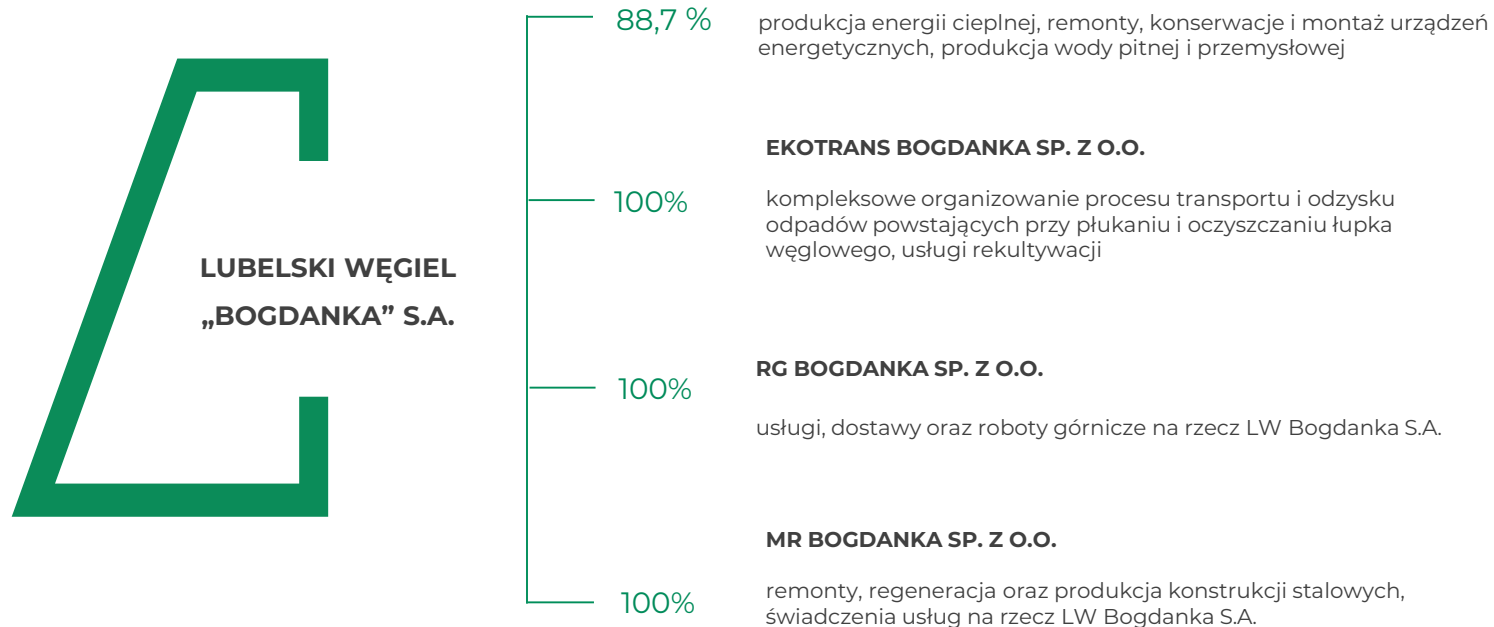 88,7 %
produkcja energii cieplnej, remonty, konserwacje i montaż urządzeń
energetycznych, produkcja wody pitnej i przemysłowej
EKOTRANS BOGDANKA SP. Z O.O.
100%
kompleksowe organizowanie procesu transportu i odzysku
odpadów powstających przy płukaniu i oczyszczaniu łupka
węglowego, usługi rekultywacji
LUBELSKI WĘGIEL
„BOGDANKA” S.A.
RG BOGDANKA SP. Z O.O.
100%
usługi, dostawy oraz roboty górnicze na rzecz LW Bogdanka S.A.
MR BOGDANKA SP. Z O.O.
100%
remonty, regeneracja oraz produkcja konstrukcji stalowych,
świadczenia usług na rzecz LW Bogdanka S.A.